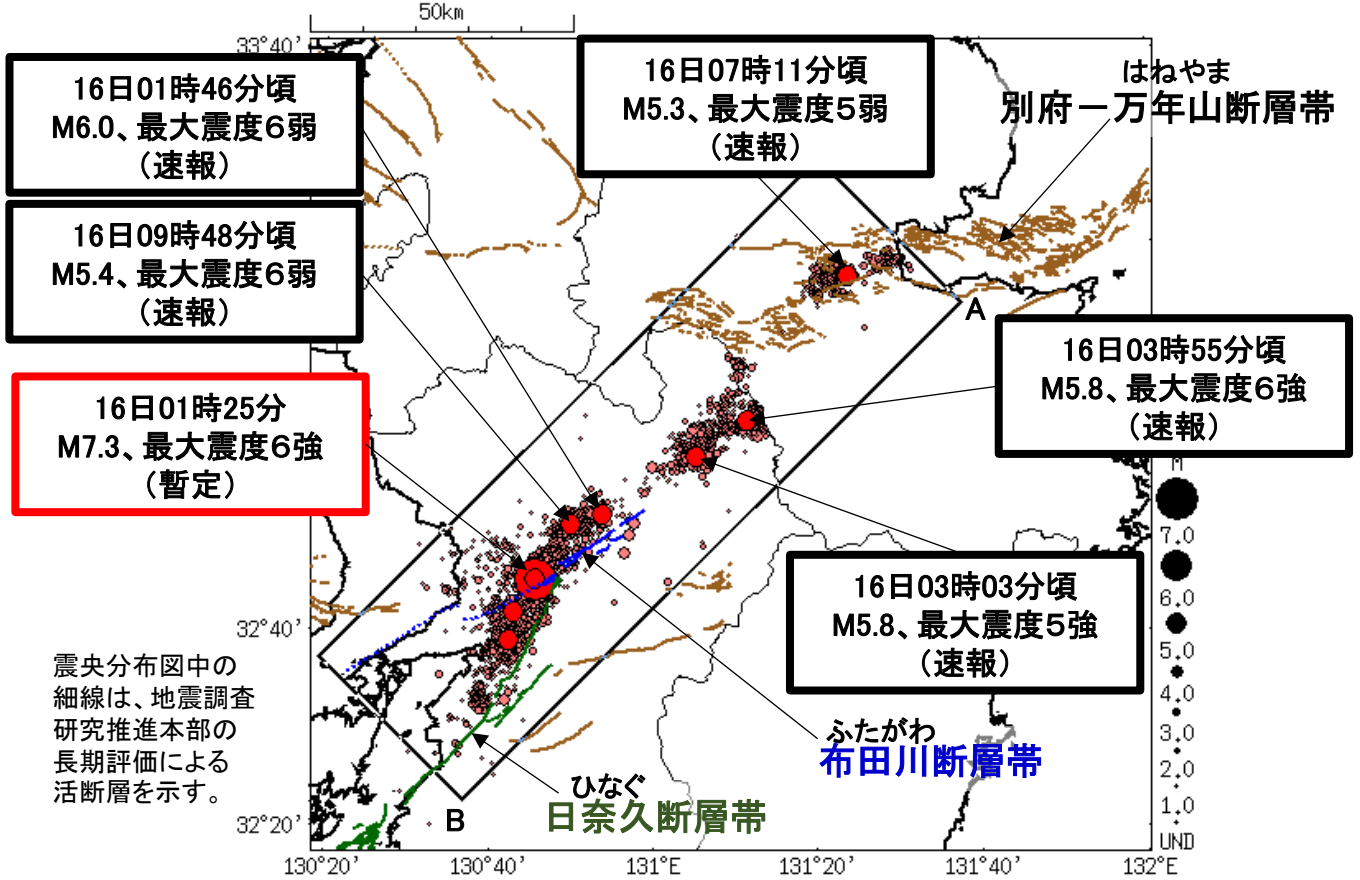 50km
33°40'
16日01時46分頃
M6.0、最大震度6弱
(速報)
16日07時11分頃
M5.3、最大震度5弱
(速報)
はねやま
別府－万年山断層帯
16日09時48分頃
M5.4、最大震度6弱
(速報)
A
16日03時55分頃
M5.8、最大震度6強
(速報)
16日01時25分
M7.3、最大震度6強
(暫定)
M
7.0
6.0
5.0
4.0
3.0
2.0
1.0
UND
16日03時03分頃
M5.8、最大震度5強
(速報)
32°40'
震央分布図中の
細線は、地震調査
研究推進本部の
長期評価による
活断層を示す。
ふたがわ
布田川断層帯
ひなぐ
日奈久断層帯
B
32°20'
130°20'
130°40'
131°E
131°20'
131°40'
132°E